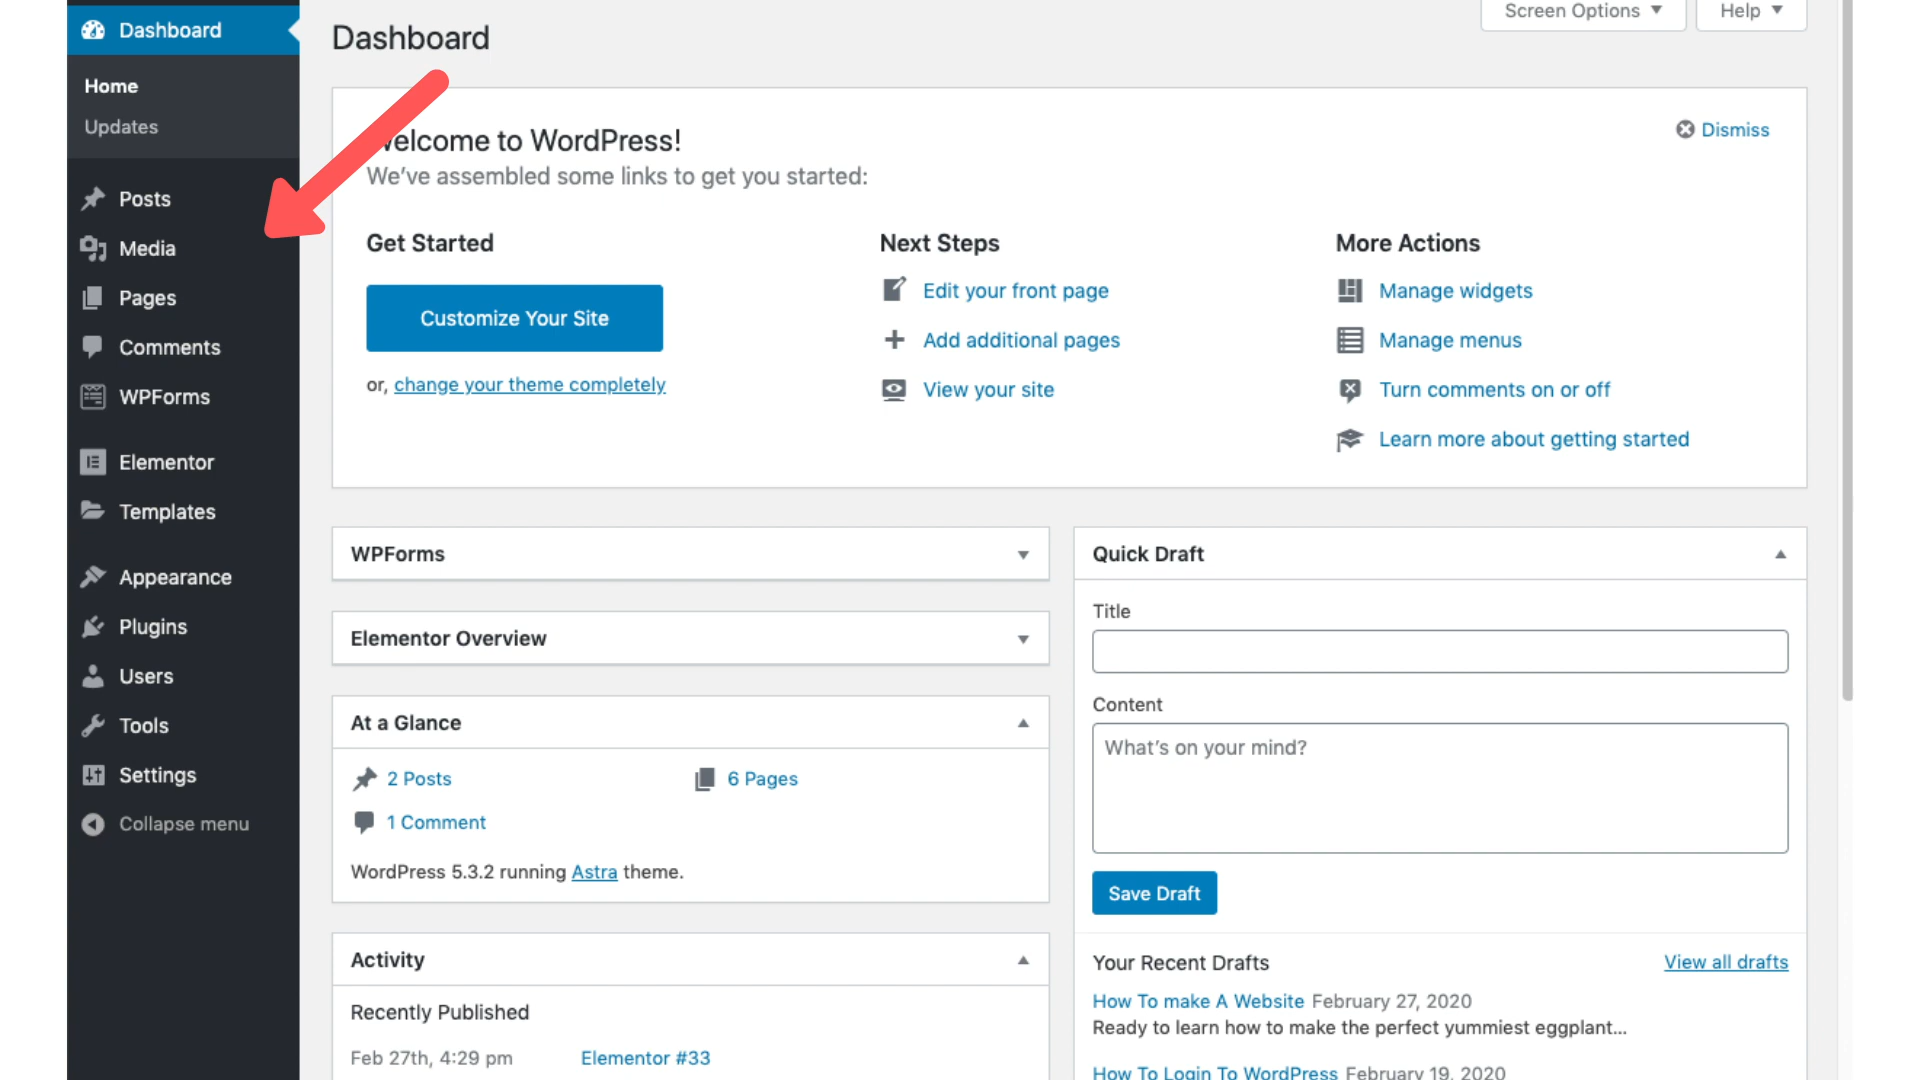 Dashboard
Home
Updates
Posts
Media
Pages
Comments
WPForms
Elementor
Templates
Appearance
Plugins
Users
Tools
Settings
Collapse menu
Dashboard
Screen Options
Help
Welcome to WordPress!
We've assembled some links to get you started:
Dismiss
Get Started
Customize Your Site
or, change your theme completely
Next Steps
Edit your front page
Add additional pages
View your site
More Actions
Manage widgets
Manage menus
Turn comments on or off
Learn more about getting started
WPForms
Elementor Overview
At a Glance
2 Posts
6 Pages
1 Comment
WordPress 5.3.2 running Astra theme.
Activity
Recently Published
Feb 27th, 4:29 pm Elementor #33
Quick Draft
Title
Content
What's on your mind?
Save Draft
Your Recent Drafts
View all drafts
How To make A Website February 27, 2020
Ready to learn how to make the perfect yummiest eggplant...
How To Login To WordPress February 19, 2020